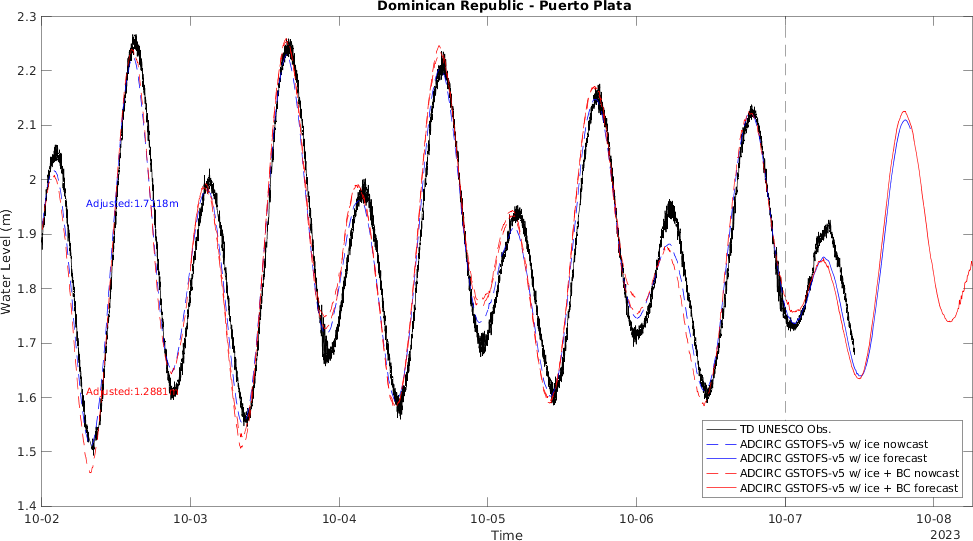 Dominican Republic - Puerto Plata
2.3
2.2
2.1
2
1.9
1.8
1.7
1.6
1.5
1.4
Water Level (m)
Adjusted:1.7118m
Adjusted:1.2881
10-02
10-03
10-04
10-05
10-06
10-07
10-08
Time
2023
TD UNESCO Obs.
ADCIRC GSTOFS-v5 w/ ice nowcast
ADCIRC GSTOFS-v5 w/ ice forecast
ADCIRC GSTOFS-v5 w/ ice + BC nowcast
ADCIRC GSTOFS-v5 w/ ice + BC forecast